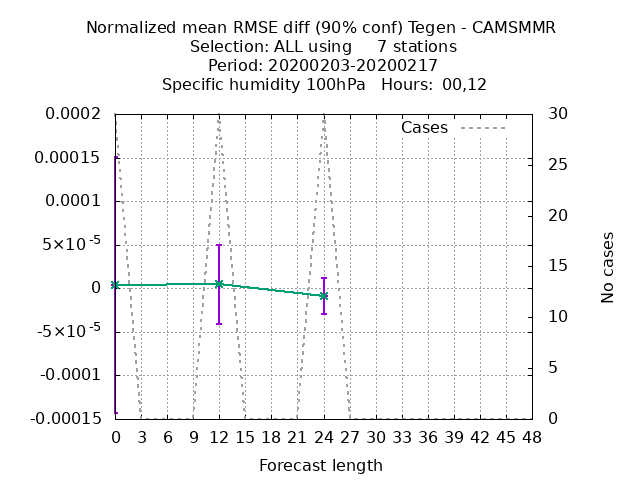 Normalized mean RMSE diff (90% conf) Tegen - CAMSMMR
Selection: ALL using     7 stations
Period: 20200203-20200217
Specific humidity 100hPa   Hours:  00,12
Cases
0.0002
0.00015
0.0001
5×10^-5
0
-5×10^-5
-0.0001
-0.00015
30
25
20
15
10
5
0
No cases
0 3 6 9 12 15 18 21 24 27 30 33 36 39 42 45 48
Forecast length